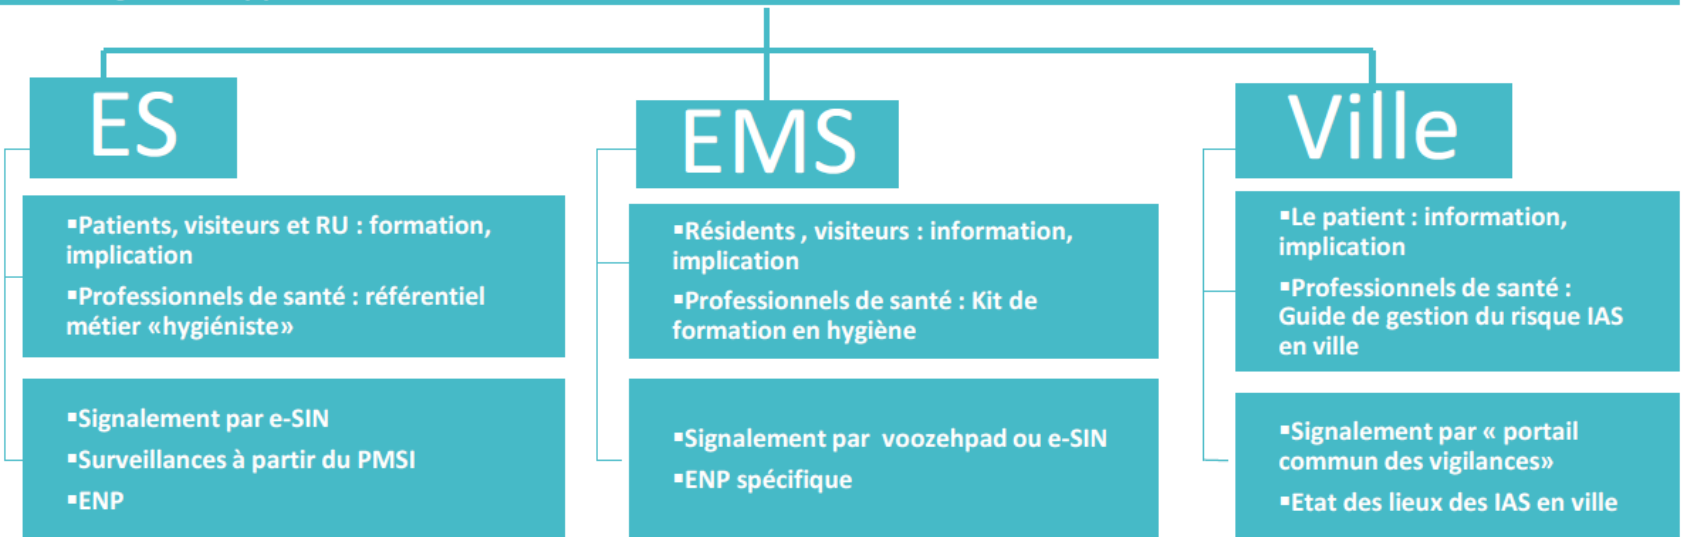 ES
▪Patients, visiteurs et RU : formation,
implication
▪Professionnels de santé : référentiel
métier «hygiéniste»
▪Signalement par e-SIN
▪Surveillances à partir du PMSI
▪ENP
EMS
▪Résidents , visiteurs : information,
implication
▪Professionnels de santé : Kit de
formation en hygiène
▪Signalement par voozehpad ou e-SIN
▪ENP spécifique
Ville
▪Le patient : information,
implication
▪Professionnels de santé :
Guide de gestion du risque IAS
en ville
▪Signalement par « portail
commun des vigilances»
▪Etat des lieux des IAS en ville